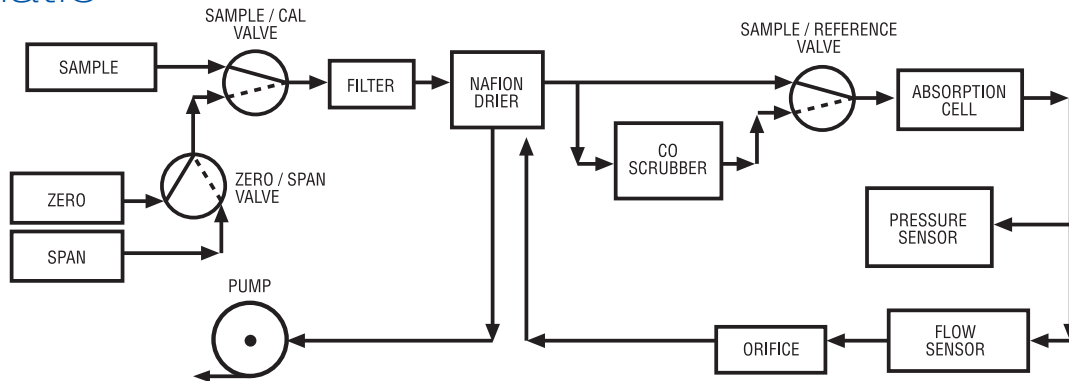 SAMPLE / CAL
VALVE
SAMPLE
FILTER
NAFION
DRIER
SAMPLE / REFERENCE
VALVE
ABSORPTION
CELL
CO
SCRUBBER
ZERO
ZERO / SPAN
VALVE
SPAN
PRESSURE
SENSOR
PUMP
ORIFICE
FLOW
SENSOR